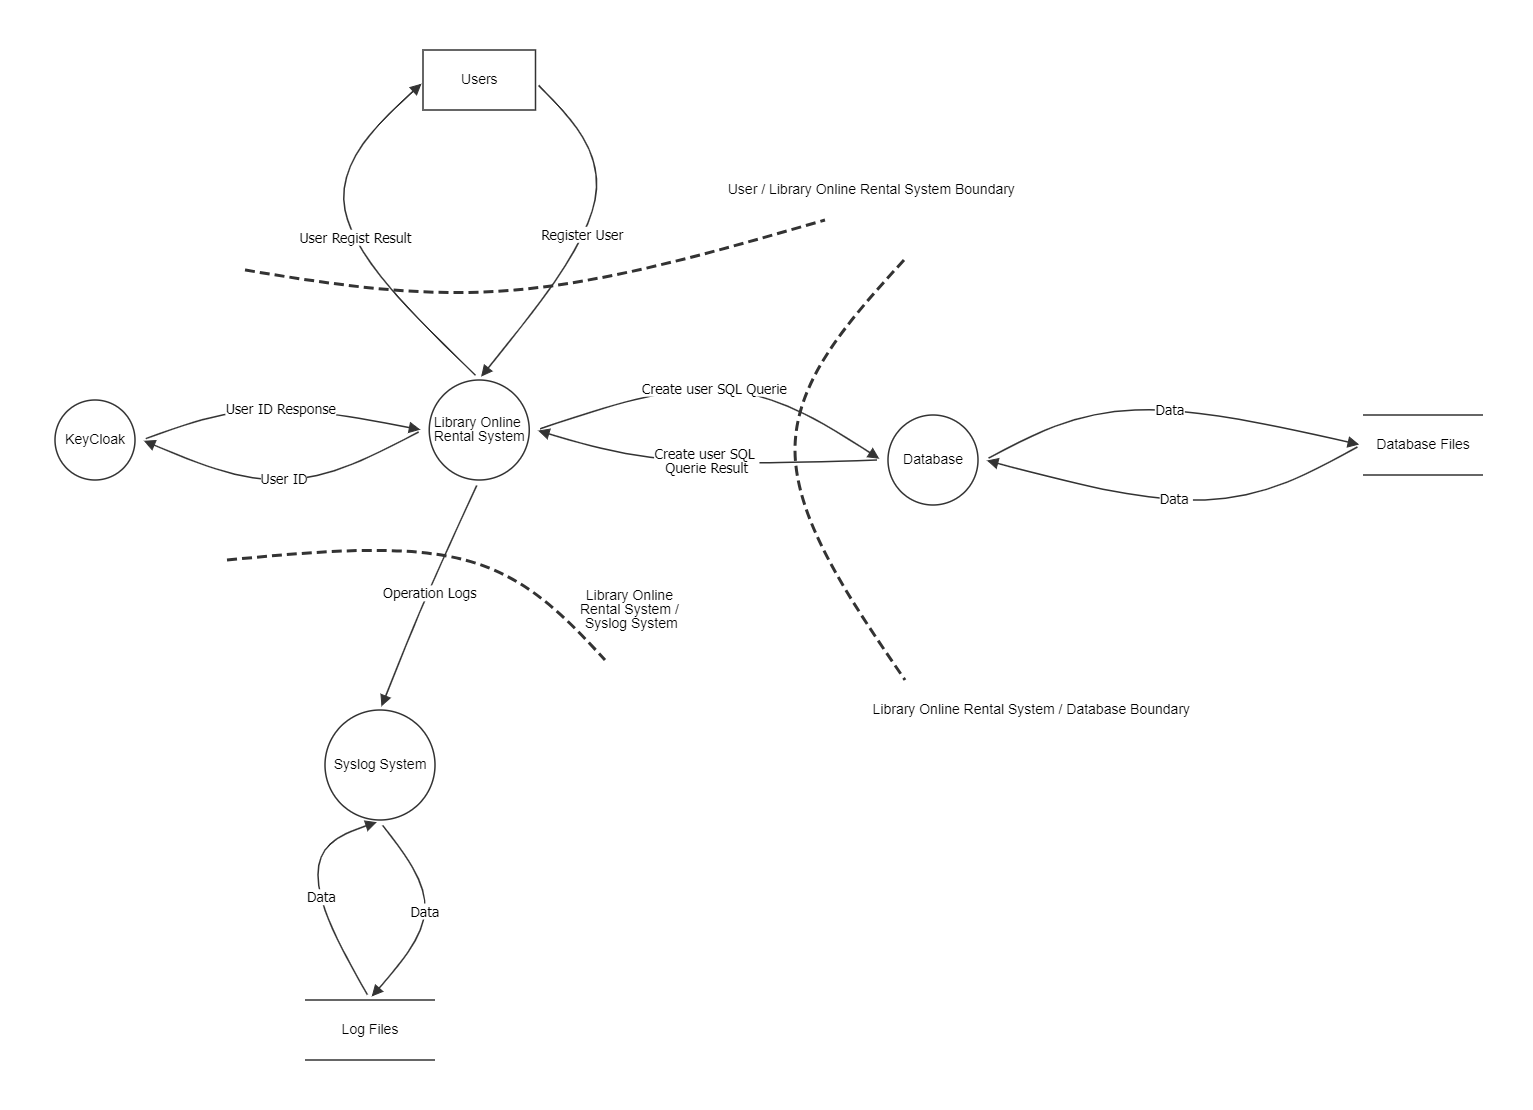 Users
User / Library Online Rental System Boundary
User Regist Result
Register User
Create user SQL Querie
User ID Response
Data
Library Online
Rental System
KeyCloak
Database Files
Create user SQL
Querie Result
Database
User ID
Data
Operation Logs
Library Online
Rental System /
Syslog System
Library Online Rental System / Database Boundary
Syslog System
Data
Data
Log Files